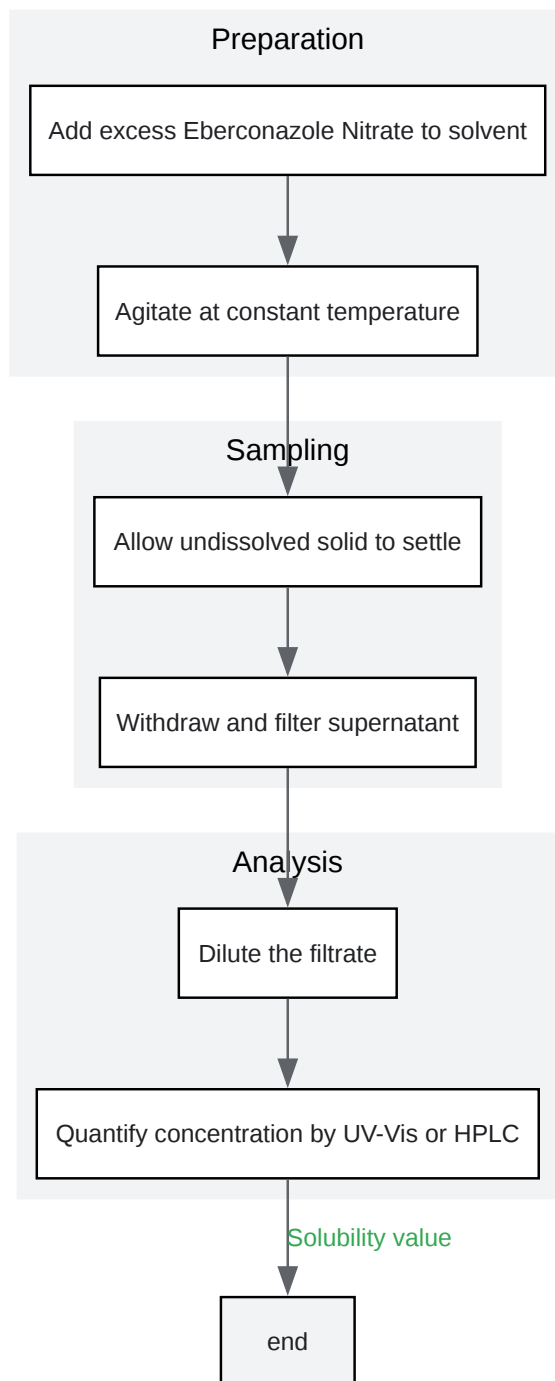 Preparation
Add excess Eberconazole Nitrate to solvent
Agitate at constant temperature
Sampling
Allow undissolved solid to settle
Withdraw and filter supernatant
Analysis
Dilute the filtrate
Quantify concentration by UV-Vis or HPLC
Solubility value
end